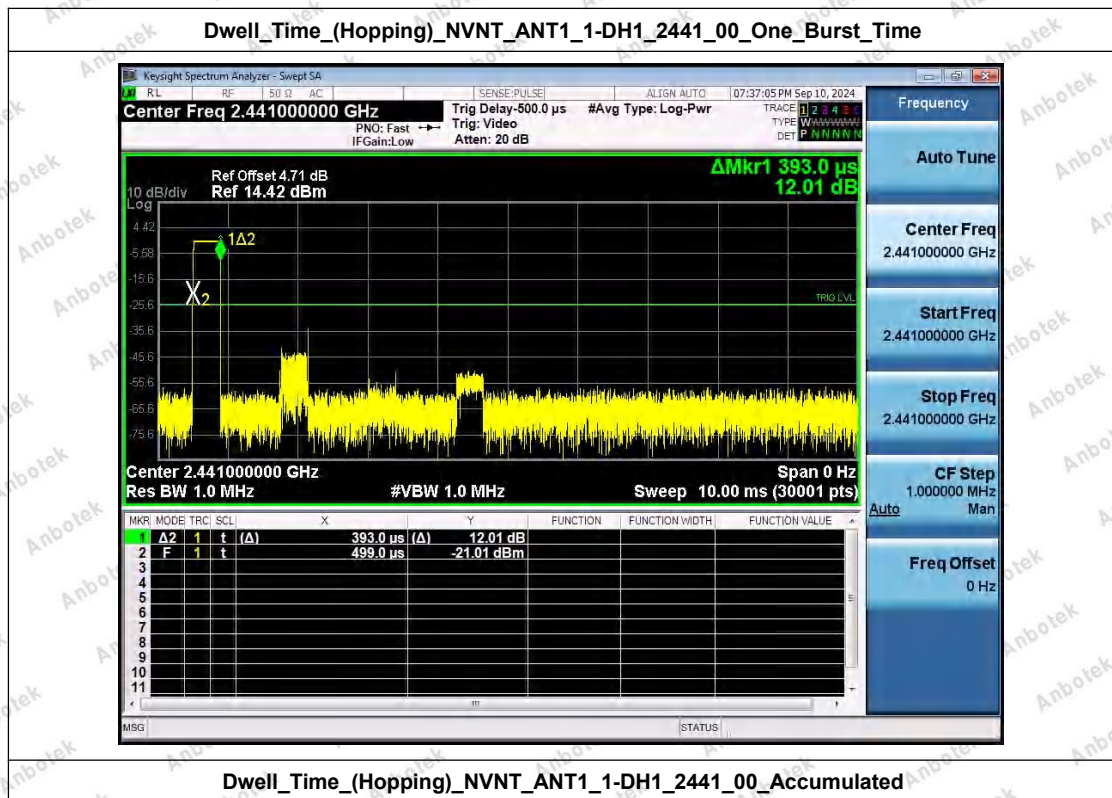 Dwell_Time_(Hopping)_NVNT_ANT1_1-DH1_2441_00_One_Burst_Time
Keysight Spectrum Analyzer - Swept SA
RL RF 50 Ω AC SENSE:PULSE ALIGN AUTO 07:37:05 PM Sep 10, 2024
Center Freq 2.441000000 GHz
PNO: Fast
IFGain:Low
Trig Delay-500.0 µs
Trig: Video
Atten: 20 dB
#Avg Type: Log-Pwr
TRACE 1 2 3 4 5 6
TYPE WWWWWW
DET P N N N N N
Frequency
Auto Tune
Center Freq
2.441000000 GHz
Start Freq
2.441000000 GHz
Stop Freq
2.441000000 GHz
CF Step
1.000000 MHz
Auto Man
Freq Offset
0 Hz
ΔMkr1 393.0 µs
12.01 dB
Ref Offset 4.71 dB
10 dB/div Ref 14.42 dBm
Log
4.42
-5.58
-15.6
-25.6
-35.6
-45.6
-55.6
-65.6
-75.6
1Δ2
X2
TRIG LVL
Center 2.441000000 GHz Span 0 Hz
Res BW 1.0 MHz #VBW 1.0 MHz Sweep 10.00 ms (30001 pts)
MKR MODE TRC SCL X Y FUNCTION FUNCTION WIDTH FUNCTION VALUE
1 Δ2 1 t (Δ) 393.0 µs (Δ) 12.01 dB
2 F 1 t 499.0 µs -21.01 dBm
3
4
5
6
7
8
9
10
11
MSG STATUS
Dwell_Time_(Hopping)_NVNT_ANT1_1-DH1_2441_00_Accumulated
Anbotek